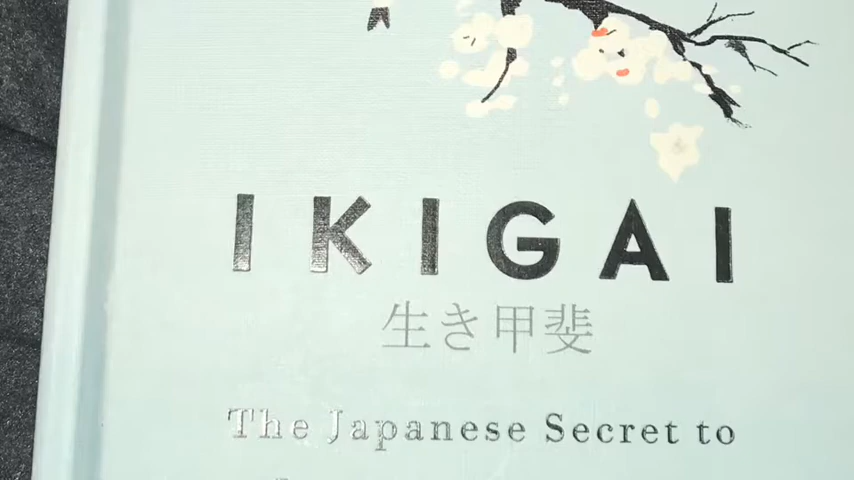 IKIGAI
生き甲斐
The Japanese Secret to